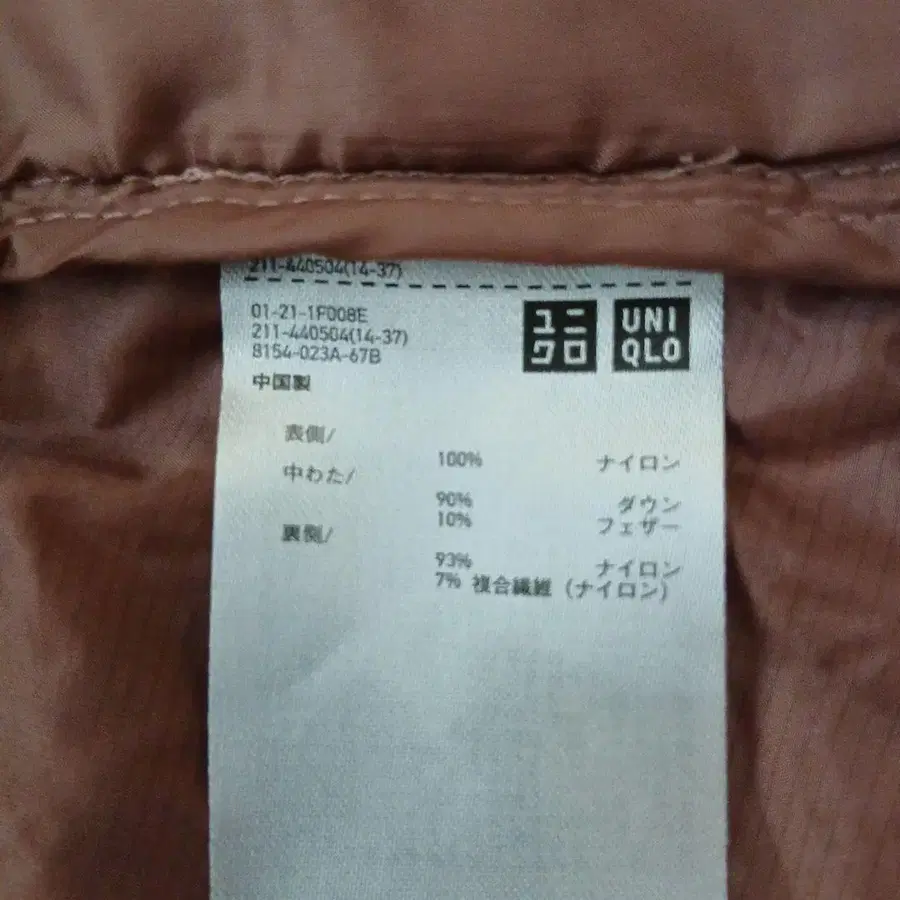 211-440504(14-37)
01-21-1F008E
211-440504(14-37)
8154-023A-67B
中国製
ユニ
クロ
UNI
QLO
表側/
100% ナイロン
中わた/
90% ダウン
10% フェザー
裏側/
93% ナイロン
7% 複合繊維 (ナイロン)